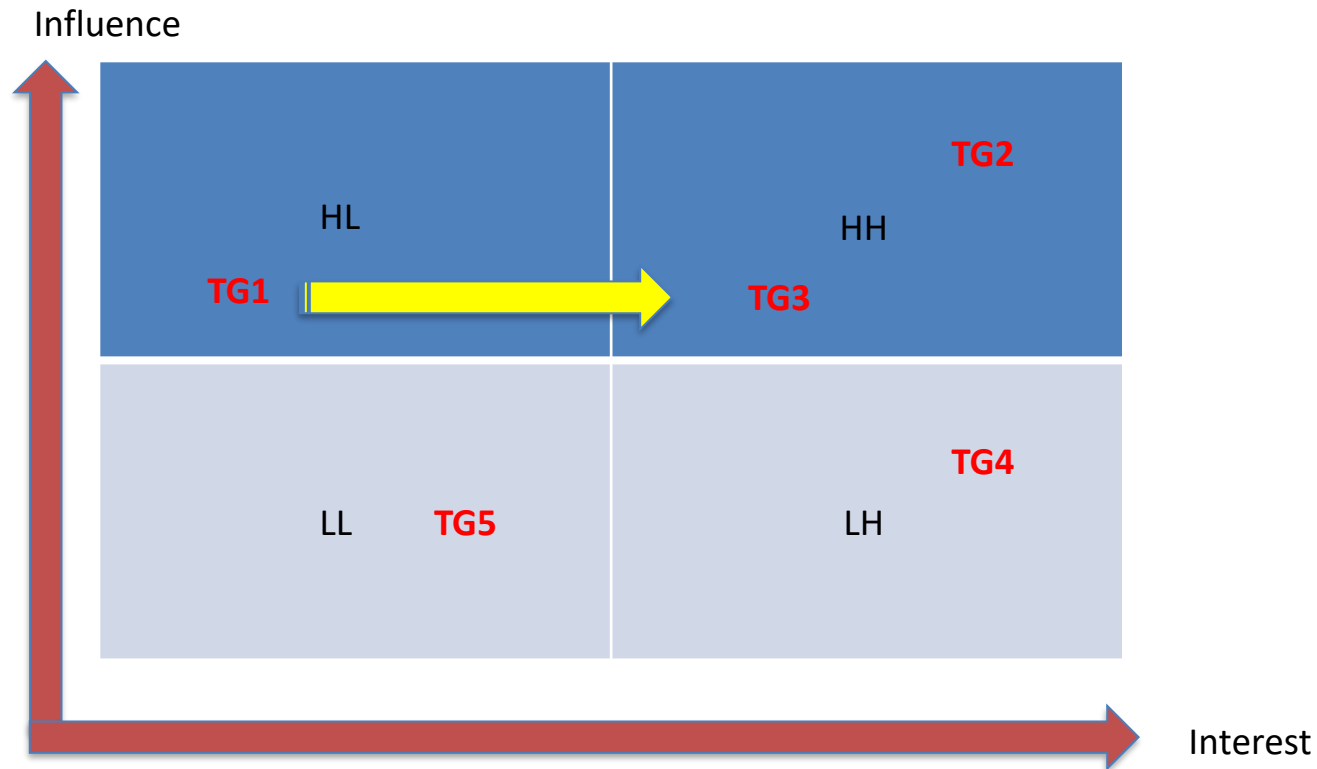 Influence
TG2
HL
HH
TG1
TG3
TG4
LL
TG5
LH
Interest